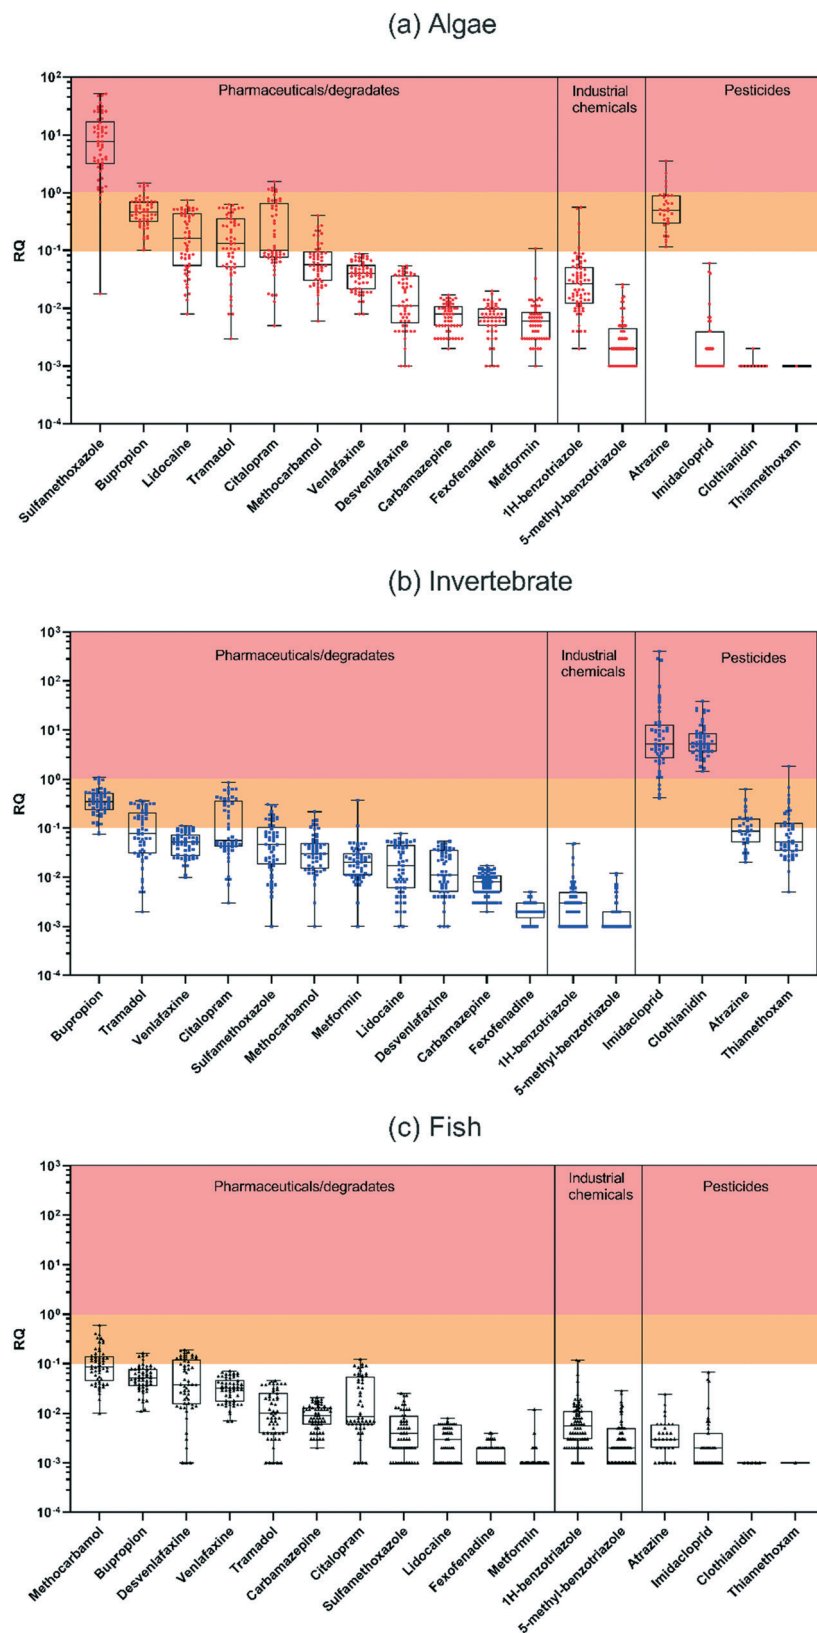 (a) Algae
Pharmaceuticals/degradates
Industrial
chemicals
Pesticides
RQ
10²
10¹
10⁰
10⁻¹
10⁻²
10⁻³
10⁻⁴
Sulfamethoxazole
Bupropion
Lidocaine
Tramadol
Citalopram
Methocarbamol
Venlafaxine
Desvenlafaxine
Carbamazepine
Fexofenadine
Metformin
1H-benzotriazole
5-methyl-benzotriazole
Atrazine
Imidacloprid
Clothianidin
Thiamethoxam
(b) Invertebrate
Pharmaceuticals/degradates
Industrial
chemicals
Pesticides
RQ
10³
10²
10¹
10⁰
10⁻¹
10⁻²
10⁻³
10⁻⁴
Bupropion
Tramadol
Venlafaxine
Citalopram
Sulfamethoxazole
Methocarbamol
Metformin
Lidocaine
Desvenlafaxine
Carbamazepine
Fexofenadine
1H-benzotriazole
5-methyl-benzotriazole
Imidacloprid
Clothianidin
Atrazine
Thiamethoxam
(c) Fish
Pharmaceuticals/degradates
Industrial
chemicals
Pesticides
RQ
10³
10²
10¹
10⁰
10⁻¹
10⁻²
10⁻³
10⁻⁴
Methocarbamol
Bupropion
Desvenlafaxine
Venlafaxine
Tramadol
Carbamazepine
Citalopram
Sulfamethoxazole
Lidocaine
Fexofenadine
Metformin
1H-benzotriazole
5-methyl-benzotriazole
Atrazine
Imidacloprid
Clothianidin
Thiamethoxam